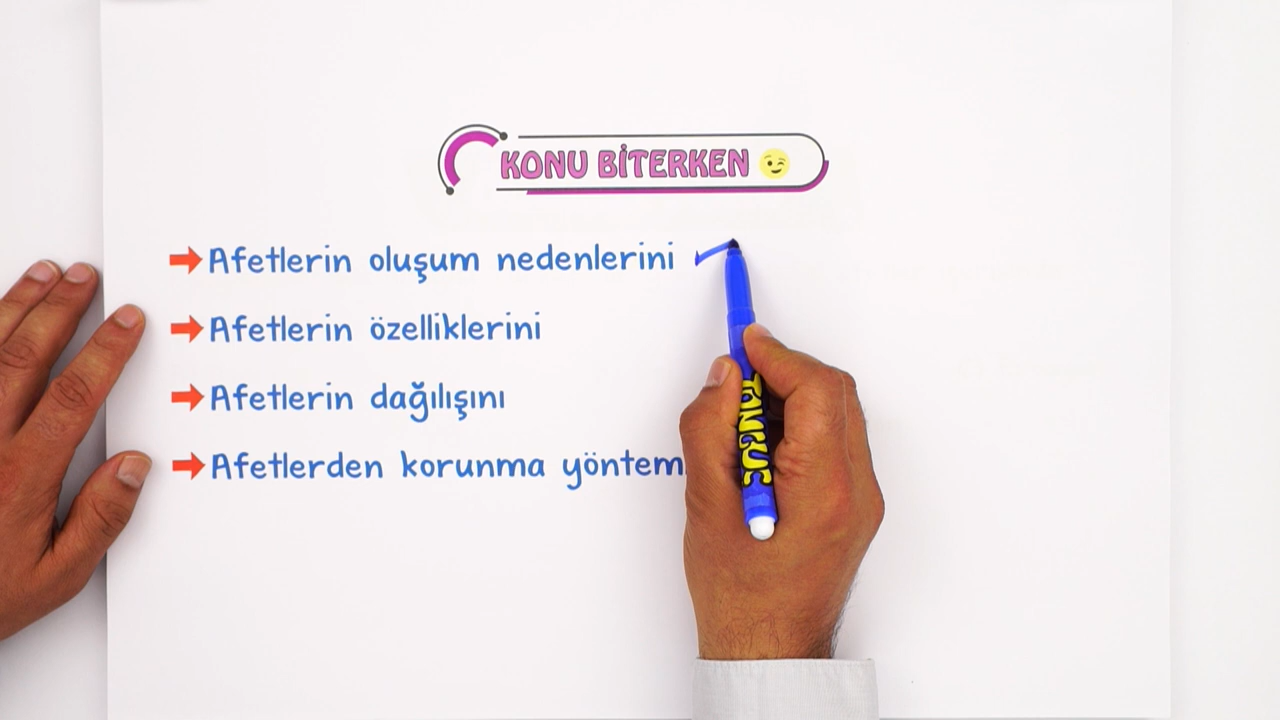 KONU BİTERKEN
Afetlerin oluşum nedenlerini
Afetlerin özelliklerini
Afetlerin dağılışını
Afetlerden korunma yöntem